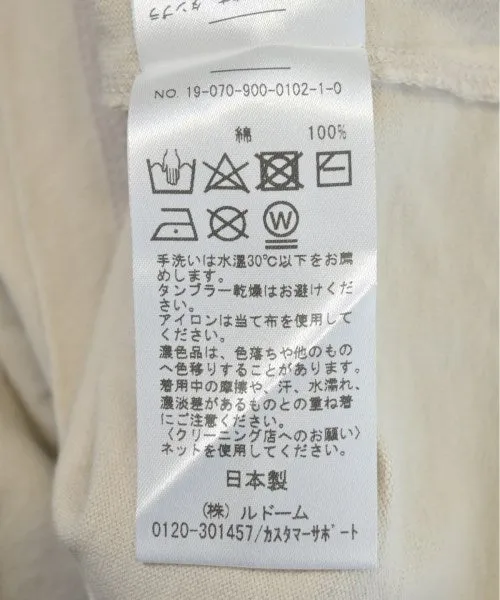 NO. 19-070-900-0102-1-0
綿 100%
W
手洗いは水温30℃以下をお薦
めします。
タンブラー乾燥はお避けくだ
さい。
アイロンは当て布を使用して
ください。
濃色品は、色落ちや他のもの
へ色移りすることがあります。
着用中の摩擦や、汗、水濡れ、
濃淡差があるものとの重ね着
にご注意ください。
〈クリーニング店へのお願い〉
ネットを使用してください。
日本製
(株) ルドーム
0120-301457/カスタマーサポート